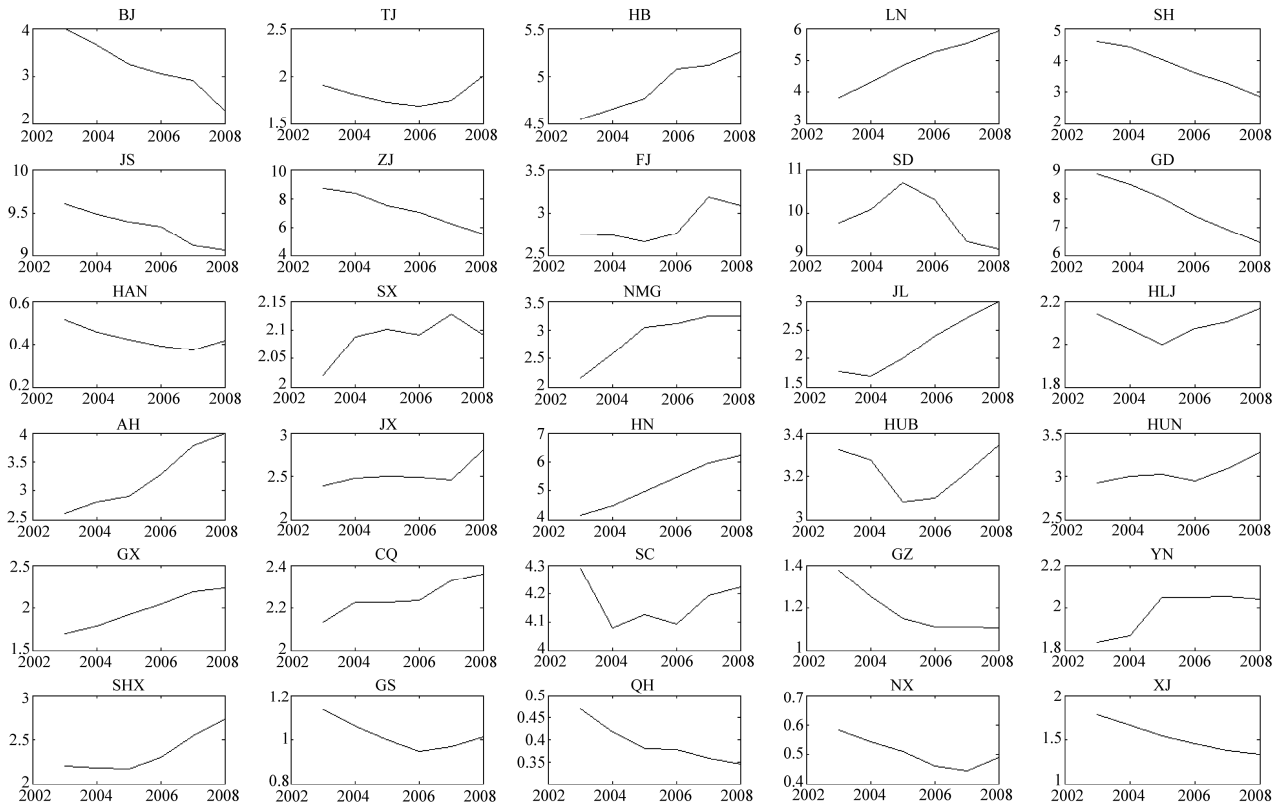 BJ TJ HB LN SH
4 2.5 5.5 6 5
3 2 5 5 4
4 3
2 1.5 4.5 3 2
2002 2004 2006 2008 2002 2004 2006 2008 2002 2004 2006 2008 2002 2004 2006 2008 2002 2004 2006 2008
JS ZJ FJ SD GD
10 10 3.5 11 9
9.5 8 3 10 8
6 7
9 4 2.5 9 6
2002 2004 2006 2008 2002 2004 2006 2008 2002 2004 2006 2008 2002 2004 2006 2008 2002 2004 2006 2008
HAN SX NMG JL HLJ
0.6 2.15 3.5 3 2.2
0.4 2.1 3 2.5 2
2.05 2.5 2
0.2 2 2 1.5 1.8
2002 2004 2006 2008 2002 2004 2006 2008 2002 2004 2006 2008 2002 2004 2006 2008 2002 2004 2006 2008
AH JX HN HUB HUN
4 3 7 3.4 3.5
3.5 2.5 6 3.2 3
3 5
2.5 2 4 3 2.5
2002 2004 2006 2008 2002 2004 2006 2008 2002 2004 2006 2008 2002 2004 2006 2008 2002 2004 2006 2008
GX CQ SC GZ YN
2.5 2.4 4.3 1.4 2.2
2 2.2 4.2 1.2 2
4.1
1.5 2 4 1 1.8
2002 2004 2006 2008 2002 2004 2006 2008 2002 2004 2006 2008 2002 2004 2006 2008 2002 2004 2006 2008
SHX GS QH NX XJ
3 1.2 0.5 0.7 2
2.5 1 0.45 0.6 1.5
0.4 0.5
2 0.8 0.35 0.4 1
2002 2004 2006 2008 2002 2004 2006 2008 2002 2004 2006 2008 2002 2004 2006 2008 2002 2004 2006 2008